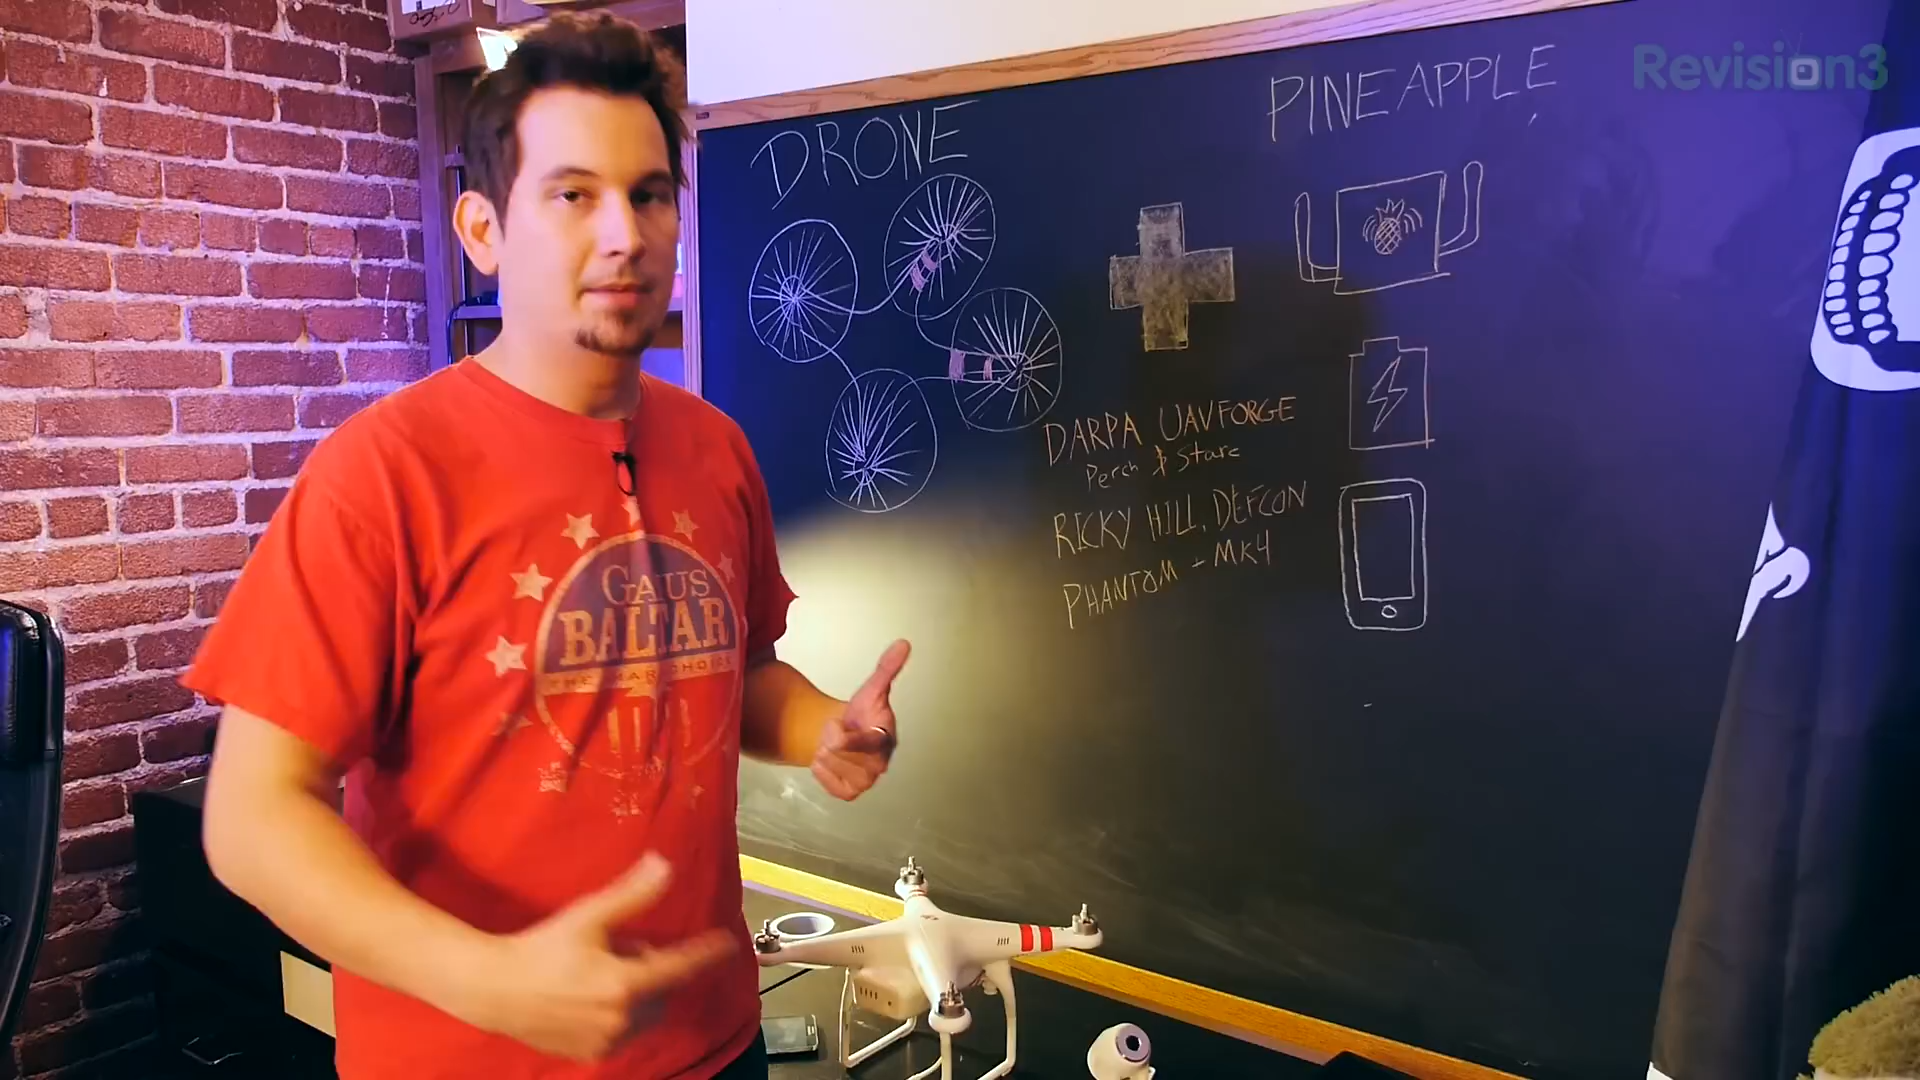 Revision3
DRONE
PINEAPPLE
DARPA UAVFORGE
Perch & Stare
RICKY HILL, DEFCON
PHANTOM + MK4
GAIUS
BALTAR